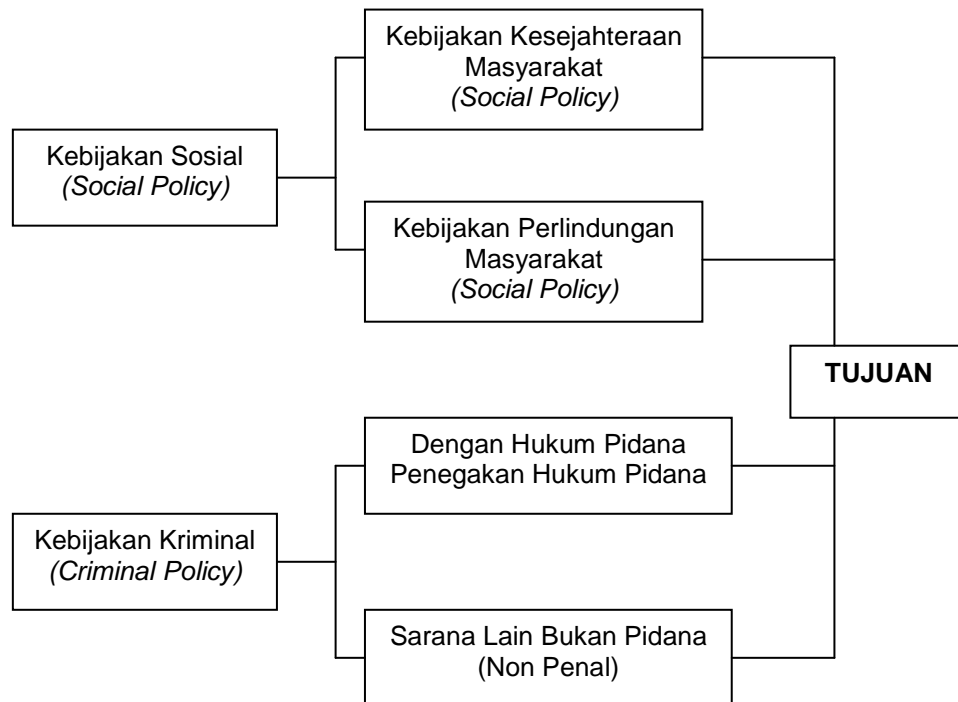 Kebijakan Kesejahteraan
Masyarakat
(Social Policy)
Kebijakan Sosial
(Social Policy)
Kebijakan Perlindungan
Masyarakat
(Social Policy)
TUJUAN
Dengan Hukum Pidana
Penegakan Hukum Pidana
Kebijakan Kriminal
(Criminal Policy)
Sarana Lain Bukan Pidana
(Non Penal)